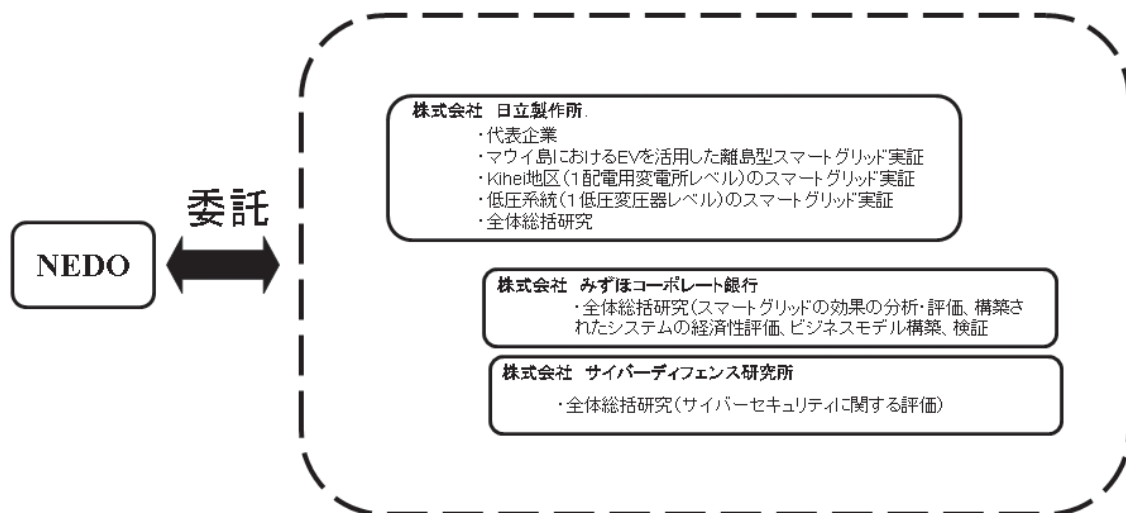 株式会社 日立製作所.
・代表企業
・マウイ島におけるEVを活用した離島型スマートグリッド実証
・Kihei地区(1配電用変電所レベル)のスマートグリッド実証
・低圧系統(1低圧変圧器レベル)のスマートグリッド実証
・全体総括研究
委託
NEDO
株式会社 みずほコーポレート銀行
・全体総括研究(スマートグリッドの効果の分析・評価、構築さ
れたシステムの経済性評価、ビジネスモデル構築、検証
株式会社 サイバーディフェンス研究所
・全体総括研究(サイバーセキュリティに関する評価)